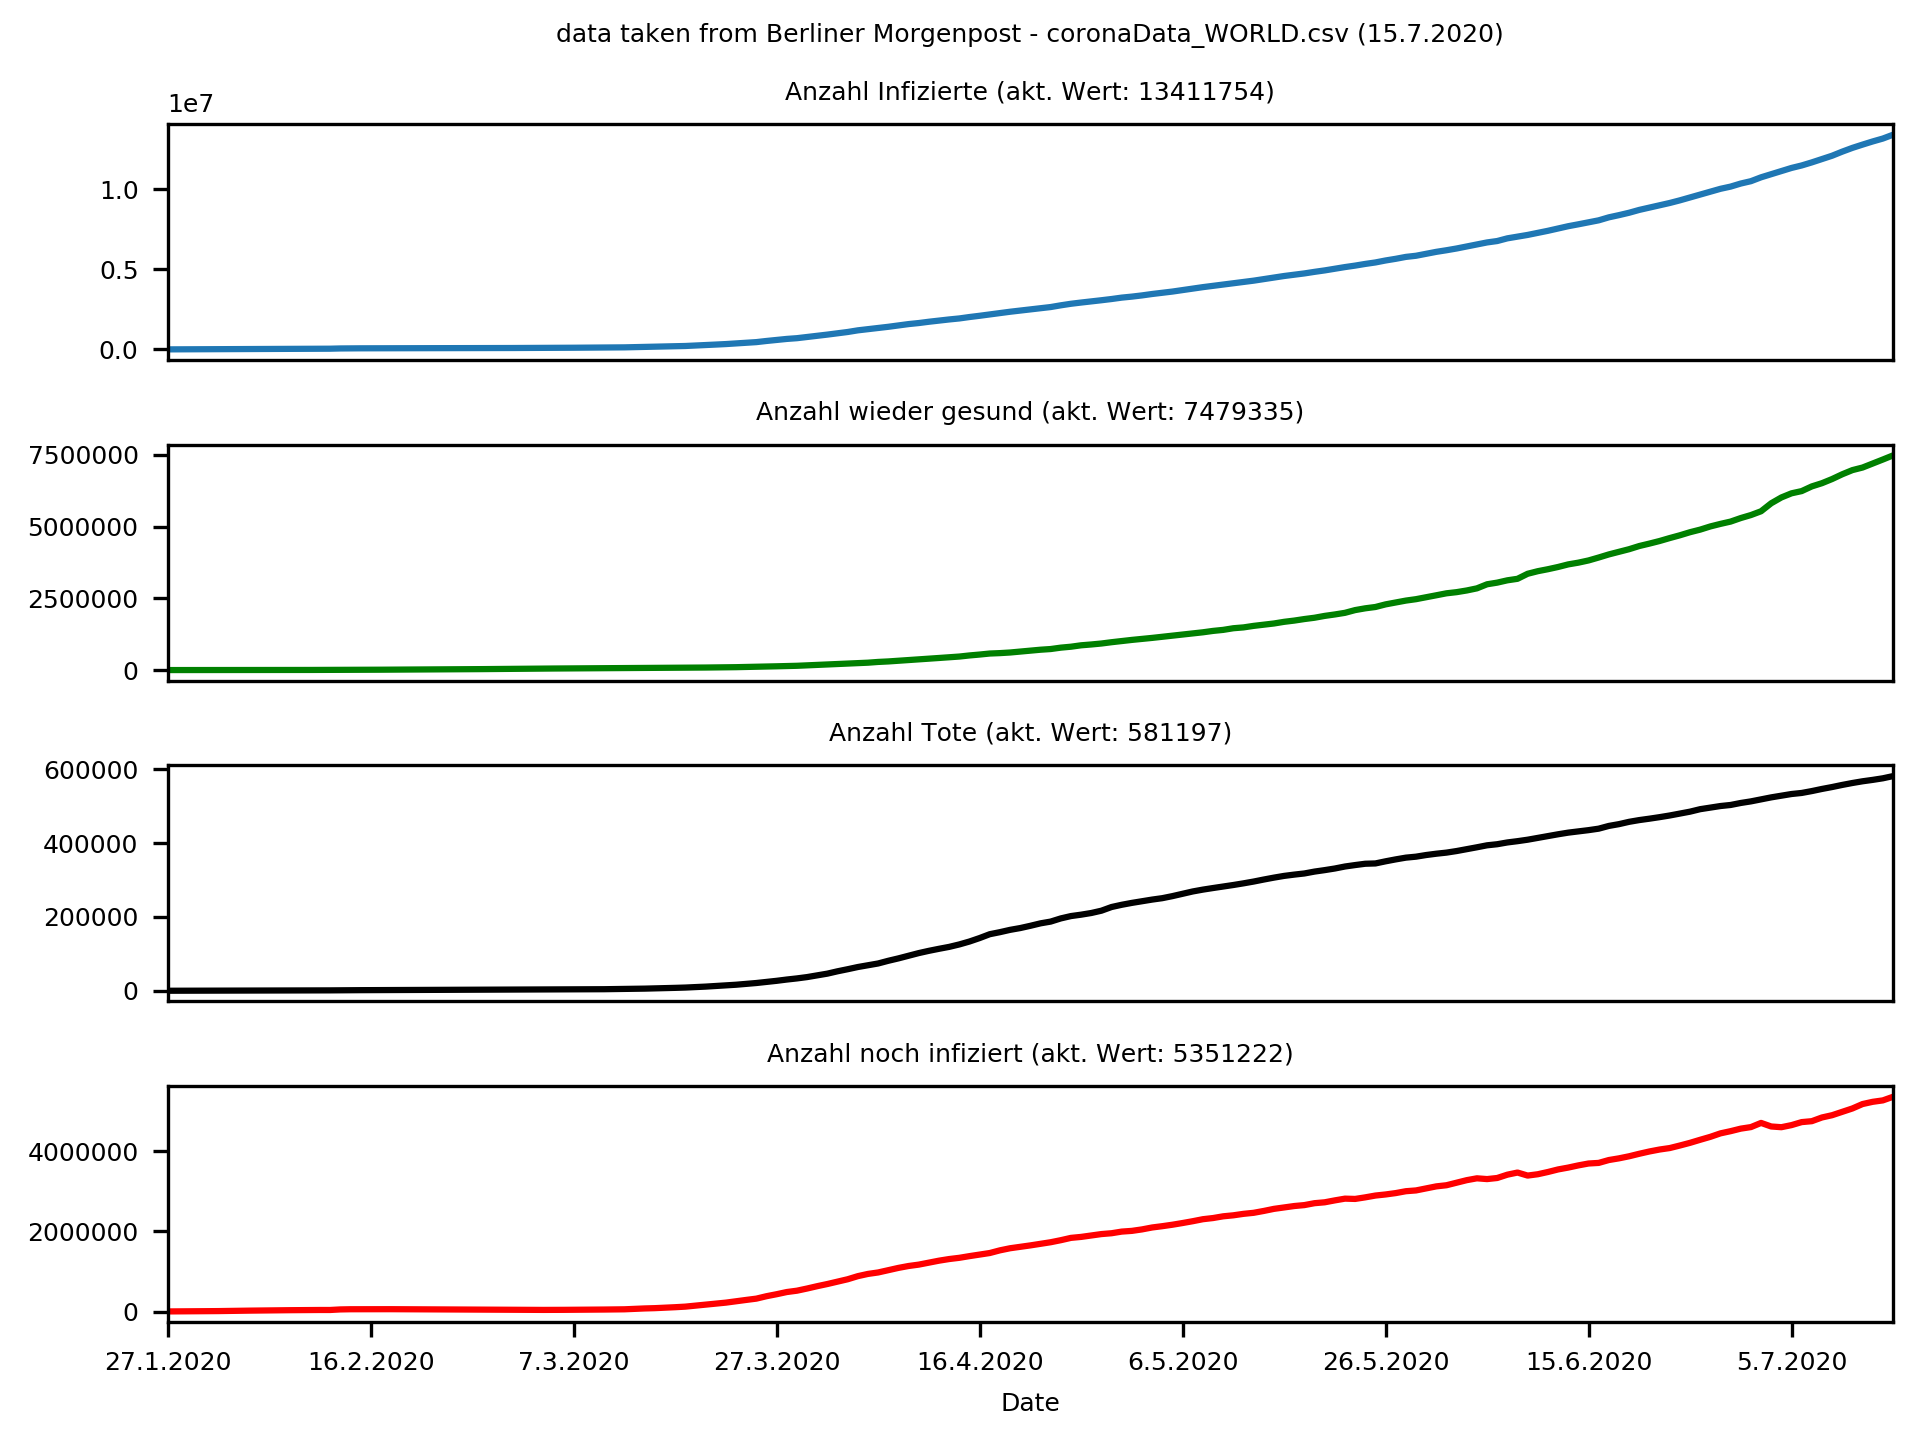 data taken from Berliner Morgenpost - coronaData_WORLD.csv (15.7.2020)
Anzahl Infizierte (akt. Wert: 13411754)
1e7
1.0
0.5
0.0
Anzahl wieder gesund (akt. Wert: 7479335)
7500000
5000000
2500000
0
Anzahl Tote (akt. Wert: 581197)
600000
400000
200000
0
Anzahl noch infiziert (akt. Wert: 5351222)
4000000
2000000
0
27.1.2020 16.2.2020 7.3.2020 27.3.2020 16.4.2020 6.5.2020 26.5.2020 15.6.2020 5.7.2020
Date